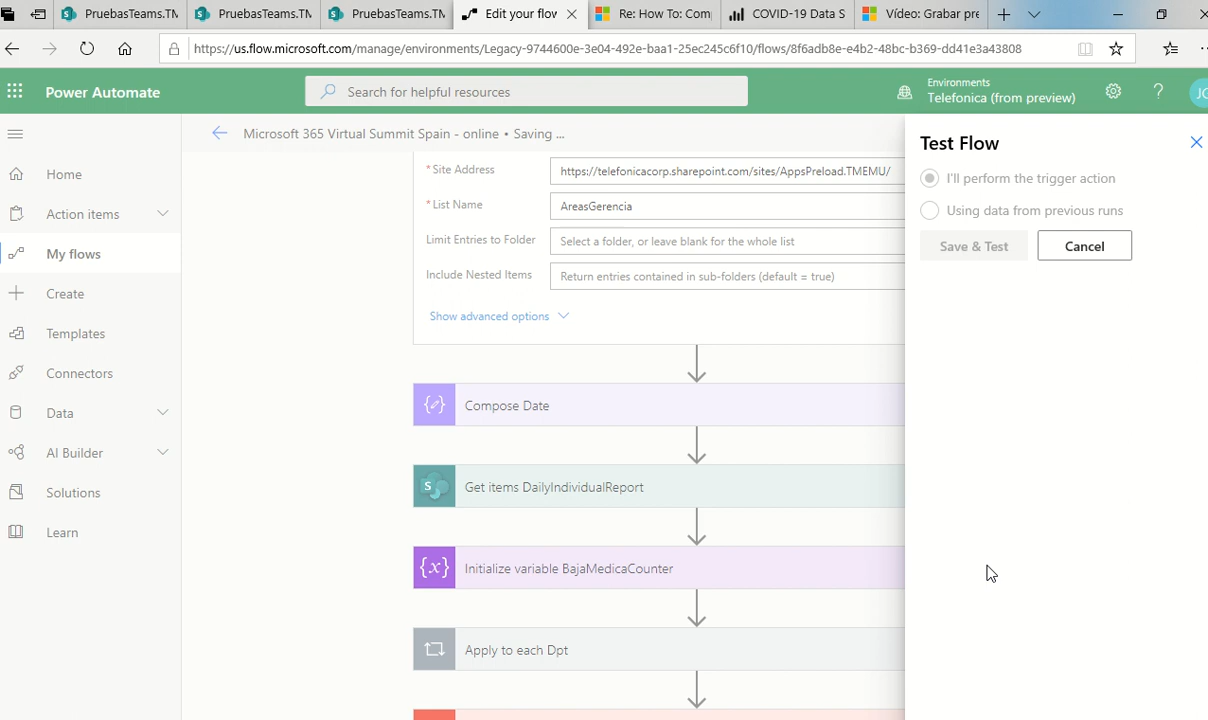 PruebasTeams.TM
PruebasTeams.TM
PruebasTeams.TM
Edit your flow
Re: How To: Com
COVID-19 Data S
Vídeo: Grabar pre
https://us.flow.microsoft.com/manage/environments/Legacy-9744600e-3e04-492e-baa1-25ec245c6f10/flows/8f6adb8e-e4b2-48bc-b369-dd41e3a43808
Power Automate
Search for helpful resources
Environments
Telefonica (from preview)
?
JC
Microsoft 365 Virtual Summit Spain - online • Saving ...
Home
Action items
My flows
Create
Templates
Connectors
Data
AI Builder
Solutions
Learn
* Site Address
https://telefonicacorp.sharepoint.com/sites/AppsPreload.TMEMU/
* List Name
AreasGerencia
Limit Entries to Folder
Select a folder, or leave blank for the whole list
Include Nested Items
Return entries contained in sub-folders (default = true)
Show advanced options
Compose Date
S
Get items DailyIndividualReport
{x}
Initialize variable BajaMedicaCounter
Apply to each Dpt
Test Flow
I'll perform the trigger action
Using data from previous runs
Save & Test
Cancel